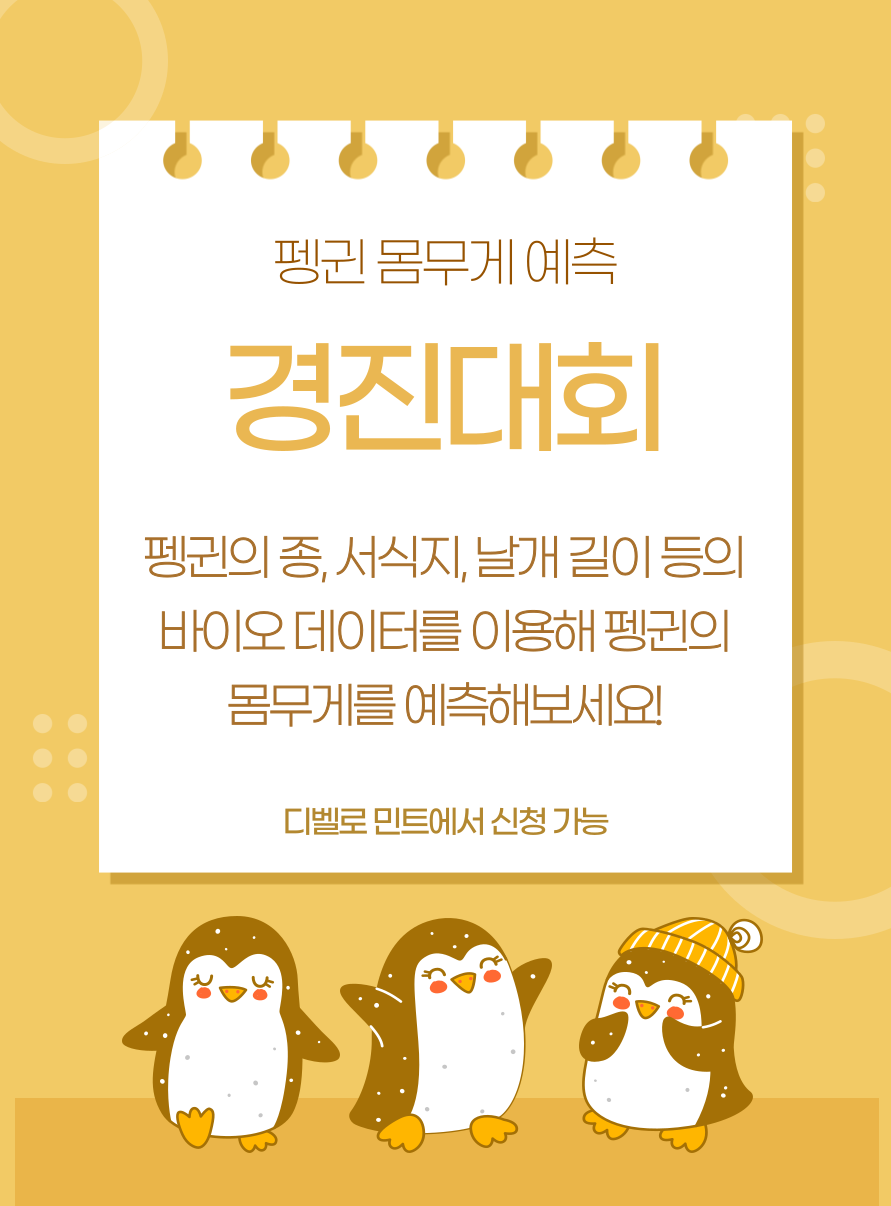 펭귄 몸무게 예측
경진대회
펭귄의 종, 서식지, 날개 길이 등의
바이오 데이터를 이용해 펭귄의
몸무게를 예측해보세요!
디벨로 민트에서 신청 가능